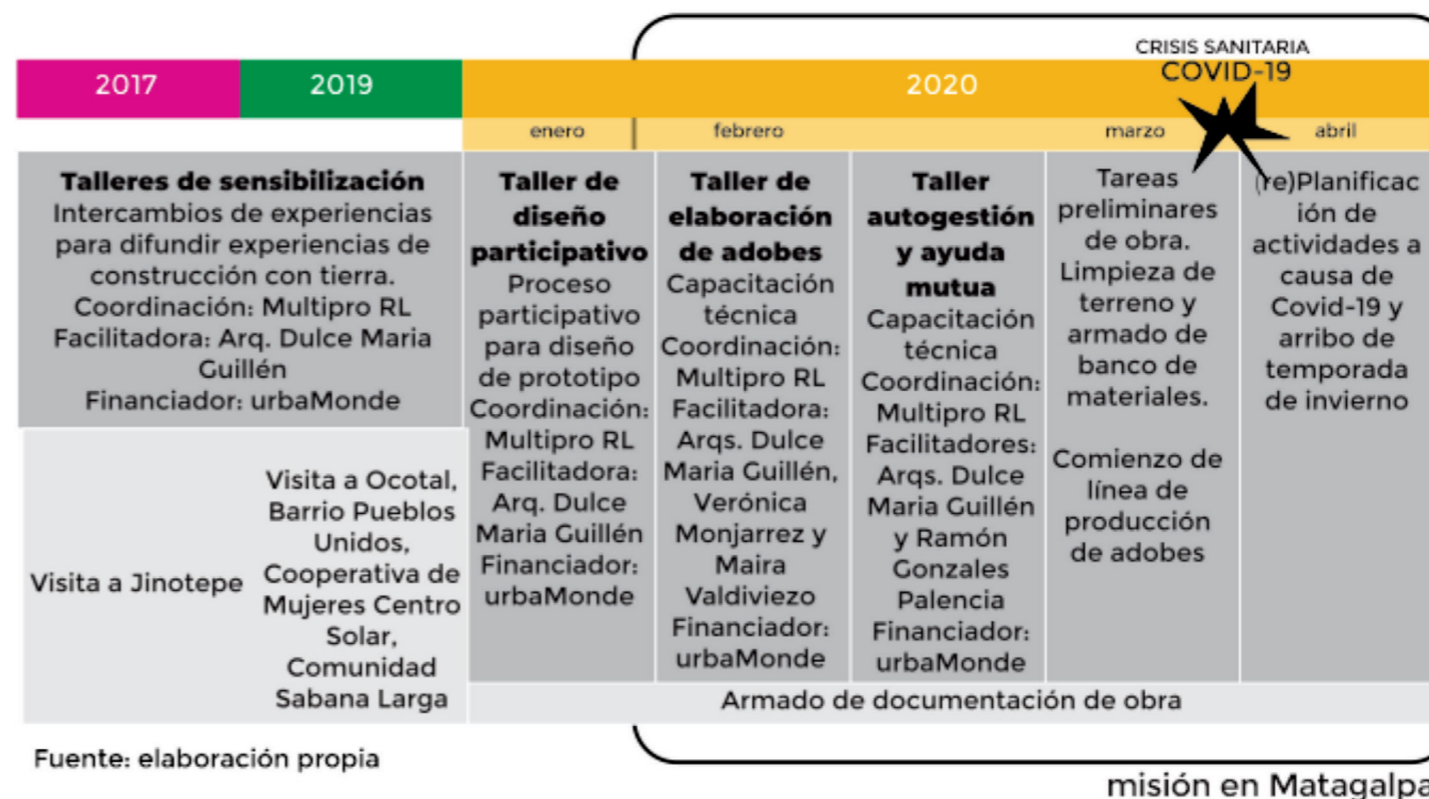 CRISIS SANITARIA
COVID-19
2017
2019
2020
enero
febrero
marzo
abril
Talleres de sensibilización
Intercambios de experiencias
para difundir experiencias de
construcción con tierra.
Coordinación: Multipro RL
Facilitadora: Arq. Dulce Maria
Guillén
Financiador: urbaMonde
Visita a Jinotepe
Visita a Ocotal,
Barrio Pueblos
Unidos,
Cooperativa de
Mujeres Centro
Solar,
Comunidad
Sabana Larga
Taller de
diseño
participativo
Proceso
participativo
para diseño
de prototipo
Coordinación:
Multipro RL
Facilitadora:
Arq. Dulce
Maria Guillén
Financiador:
urbaMonde
Taller de
elaboración
de adobes
Capacitación
técnica
Coordinación:
Multipro RL
Facilitadora:
Arqs. Dulce
Maria Guillén,
Verónica
Monjarrez y
Maira
Valdiviezo
Financiador:
urbaMonde
Taller
autogestión
y ayuda
mutua
Capacitación
técnica
Coordinación:
Multipro RL
Facilitadores:
Arqs. Dulce
Maria Guillén
y Ramón
Gonzales
Palencia
Financiador:
urbaMonde
Tareas
preliminares
de obra.
Limpieza de
terreno y
armado de
banco de
materiales.
Comienzo de
línea de
producción
de adobes
(re)Planificac
ión de
actividades a
causa de
Covid-19 y
arribo de
temporada
de invierno
Armado de documentación de obra
Fuente: elaboración propia
misión en Matagalpa